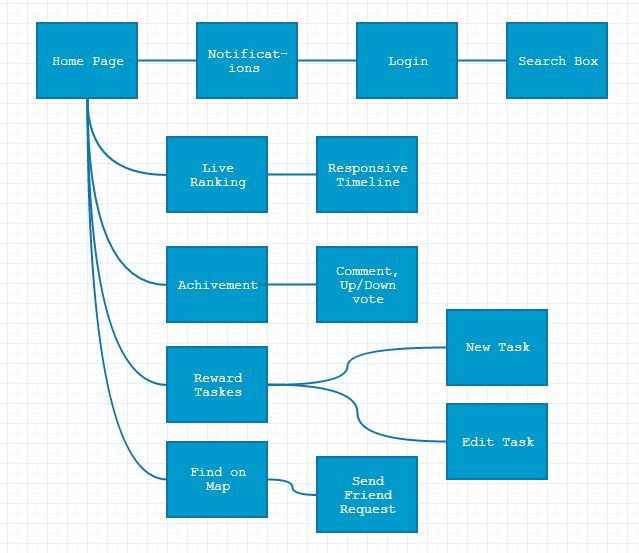 Home Page
Notificat-
ions
Login
Search Box
Live
Ranking
Responsive
Timeline
Achivement
Comment,
Up/Down
vote
New Task
Reward
Taskes
Edit Task
Find on
Map
Send
Friend
Request